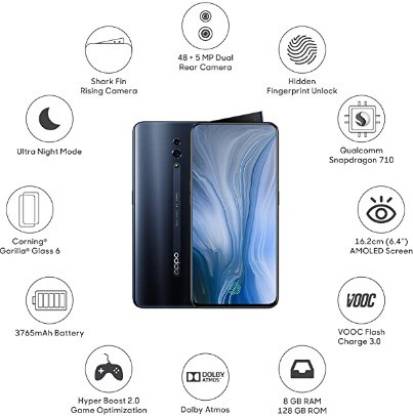 48 + 5 MP Dual
Rear Camera
Shark Fin
Rising Camera
Hidden
Fingerprint Unlock
Ultra Night Mode
Qualcomm
Snapdragon 710
Corning®
Gorilla® Glass 6
16.2cm (6.4")
AMOLED Screen
oppo
VOOC
3765mAh Battery
VOOC Flash
Charge 3.0
DOLBY
ATMOS
Hyper Boost 2.0
Game Optimization
Dolby Atmos
8 GB RAM
128 GB ROM